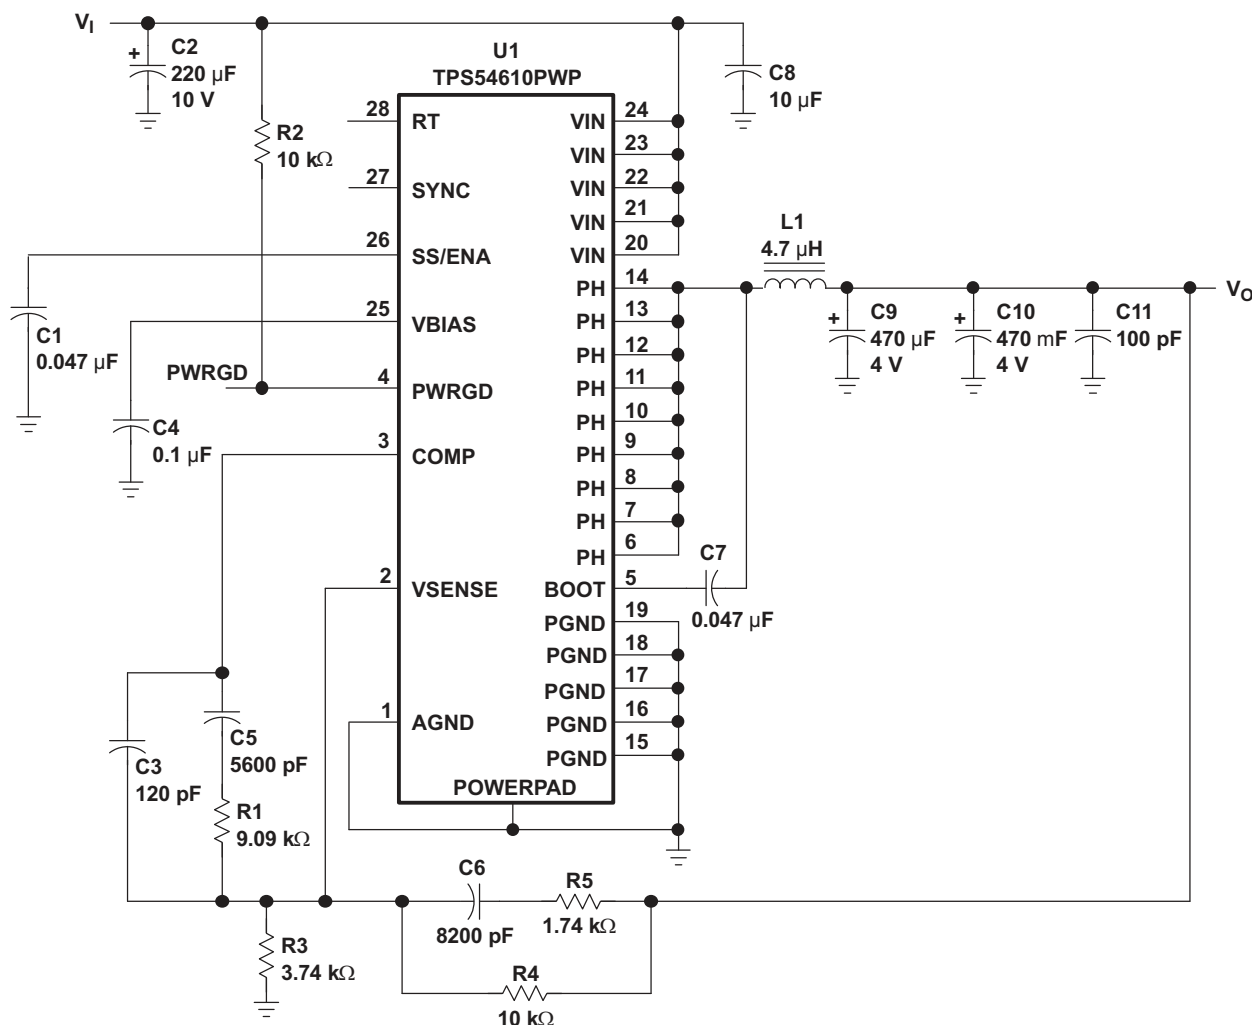 V_I
C2
220 µF
10 V
+
R2
10 kΩ
U1
TPS54610PWP
C8
10 µF
28 RT
27 SYNC
26 SS/ENA
25 VBIAS
4 PWRGD
PWRGD
3 COMP
2 VSENSE
1 AGND
VIN 24
VIN 23
VIN 22
VIN 21
VIN 20
PH 14
PH 13
PH 12
PH 11
PH 10
PH 9
PH 8
PH 7
PH 6
BOOT 5
PGND 19
PGND 18
PGND 17
PGND 16
PGND 15
POWERPAD
C1
0.047 µF
C4
0.1 µF
L1
4.7 µH
V_O
+
C9
470 µF
4 V
+
C10
470 mF
4 V
C11
100 pF
C7
0.047 µF
C3
120 pF
C5
5600 pF
R1
9.09 kΩ
R3
3.74 kΩ
C6
8200 pF
R5
1.74 kΩ
R4
10 kΩ